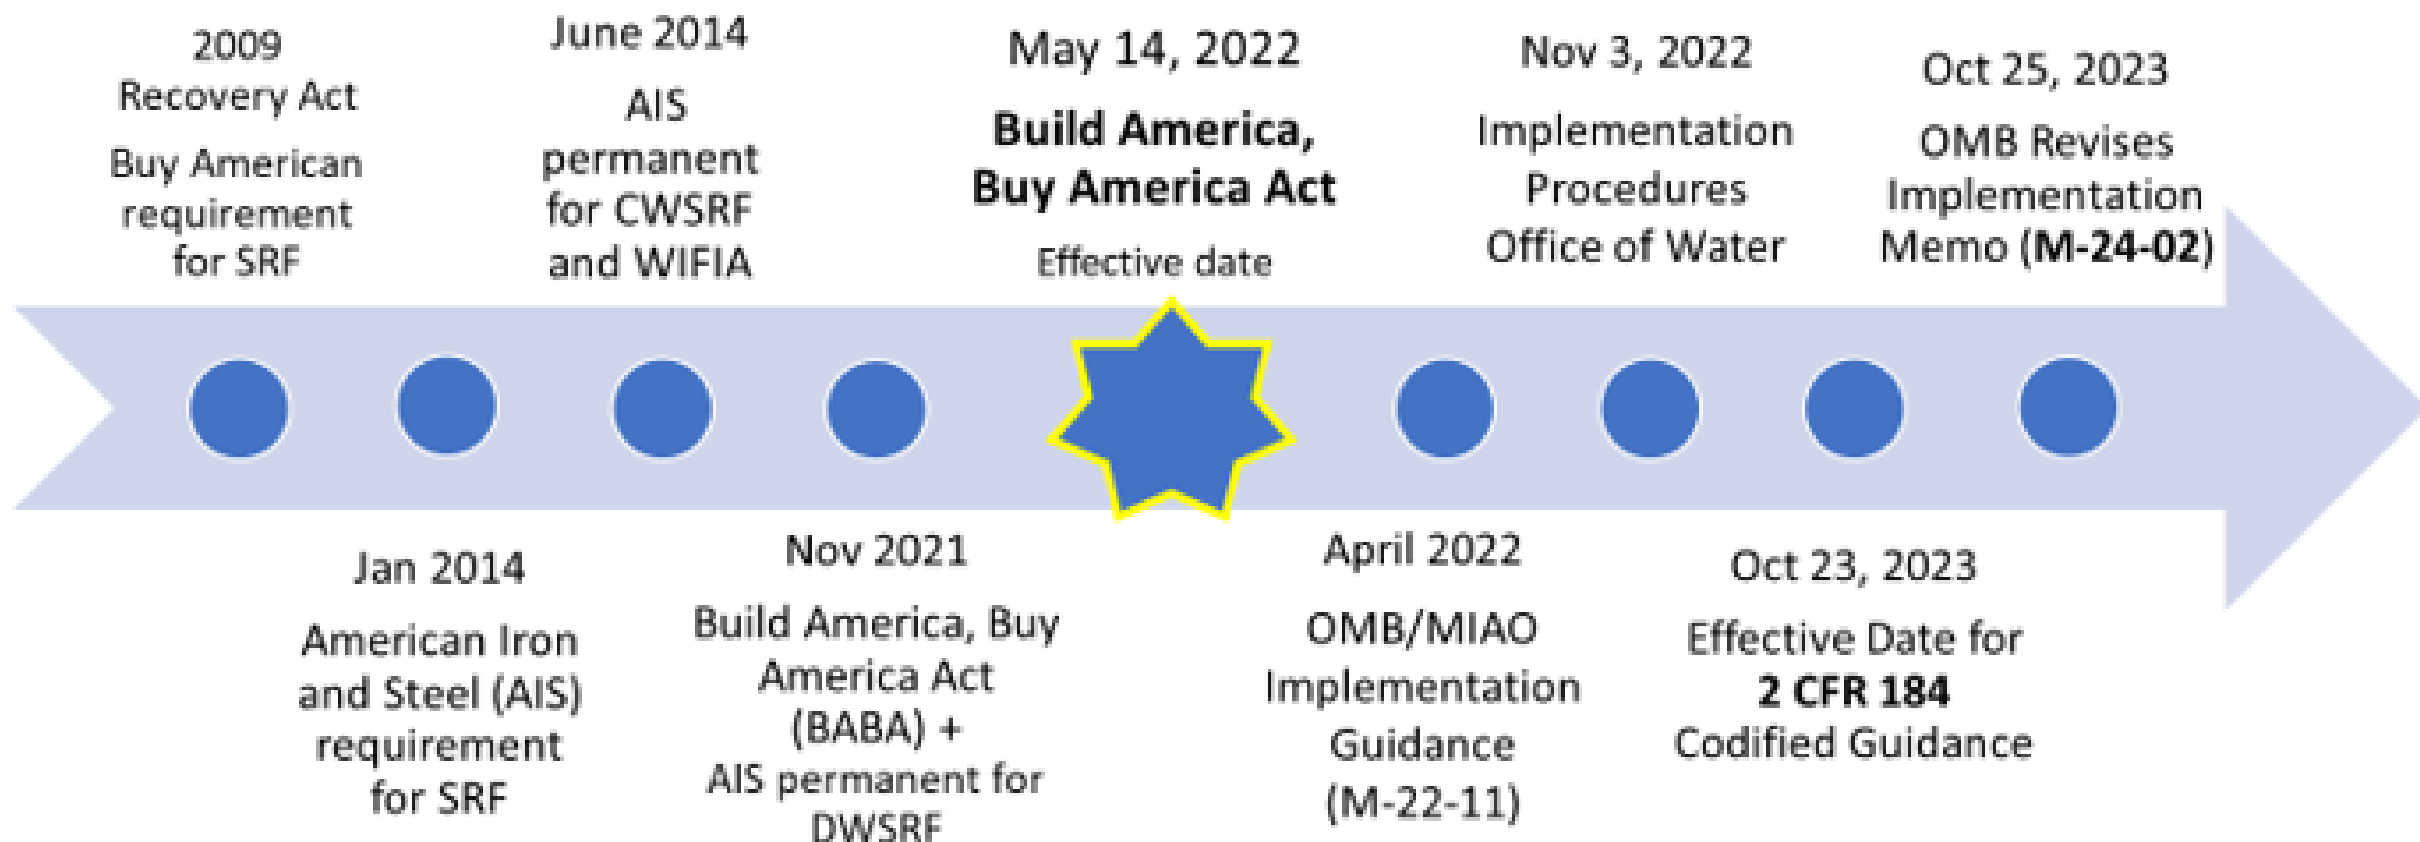 2009
Recovery Act
Buy American
requirement
for SRF
Jan 2014
American Iron
and Steel (AIS)
requirement
for SRF
June 2014
AIS
permanent
for CWSRF
and WIFIA
Nov 2021
Build America, Buy
America Act
(BABA) +
AIS permanent for
DWSRF
May 14, 2022
Build America,
Buy America Act
Effective date
April 2022
OMB/MIAO
Implementation
Guidance
(M-22-11)
Nov 3, 2022
Implementation
Procedures
Office of Water
Oct 23, 2023
Effective Date for
2 CFR 184
Codified Guidance
Oct 25, 2023
OMB Revises
Implementation
Memo (M-24-02)